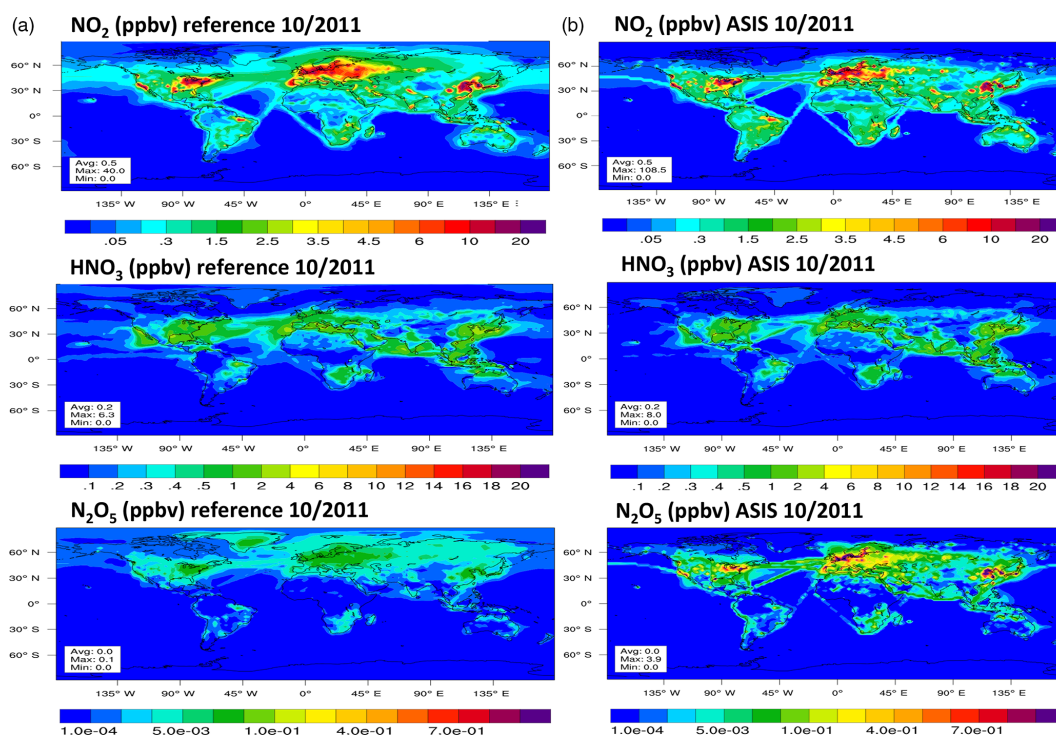 (a)
NO₂ (ppbv) reference 10/2011
60° N
30° N
0°
30° S
60° S
Avg: 0.5
Max: 40.0
Min: 0.0
135° W 90° W 45° W 0° 45° E 90° E 135° E
.05 .3 1.5 2.5 3.5 4.5 6 10 20
(b)
NO₂ (ppbv) ASIS 10/2011
60° N
30° N
0°
30° S
60° S
Avg: 0.5
Max: 108.5
Min: 0.0
135° W 90° W 45° W 0° 45° E 90° E 135° E
.05 .3 1.5 2.5 3.5 4.5 6 10 20
HNO₃ (ppbv) reference 10/2011
60° N
30° N
0°
30° S
60° S
Avg: 0.2
Max: 6.3
Min: 0.0
135° W 90° W 45° W 0° 45° E 90° E 135° E
.1 .2 .3 .4 .5 1 2 4 6 8 10 12 14 16 18 20
HNO₃ (ppbv) ASIS 10/2011
60° N
30° N
0°
30° S
60° S
Avg: 0.2
Max: 8.0
Min: 0.0
135° W 90° W 45° W 0° 45° E 90° E 135° E
.1 .2 .3 .4 .5 1 2 4 6 8 10 12 14 16 18 20
N₂O₅ (ppbv) reference 10/2011
60° N
30° N
0°
30° S
60° S
Avg: 0.0
Max: 0.1
Min: 0.0
135° W 90° W 45° W 0° 45° E 90° E 135° E
1.0e-04 5.0e-03 1.0e-01 4.0e-01 7.0e-01
N₂O₅ (ppbv) ASIS 10/2011
60° N
30° N
0°
30° S
60° S
Avg: 0.0
Max: 3.9
Min: 0.0
135° W 90° W 45° W 0° 45° E 90° E 135° E
1.0e-04 5.0e-03 1.0e-01 4.0e-01 7.0e-01